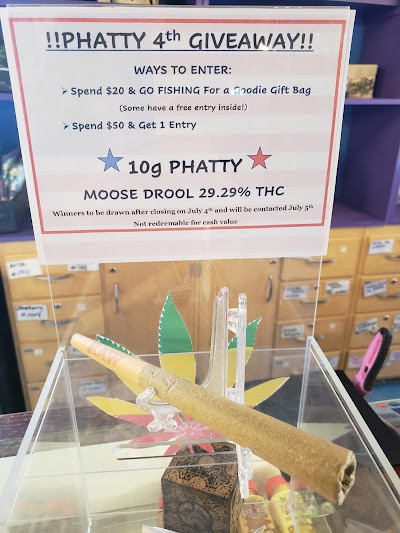 !!PHATTY 4th GIVEAWAY!!
WAYS TO ENTER:
➢ Spend $20 & GO FISHING For a Goodie Gift Bag
(Some have a free entry inside!)
➢ Spend $50 & Get 1 Entry
10g PHATTY
MOOSE DROOL 29.29% THC
Winners to be drawn after closing on July 4th and will be contacted July 5th
Not redeemable for cash value